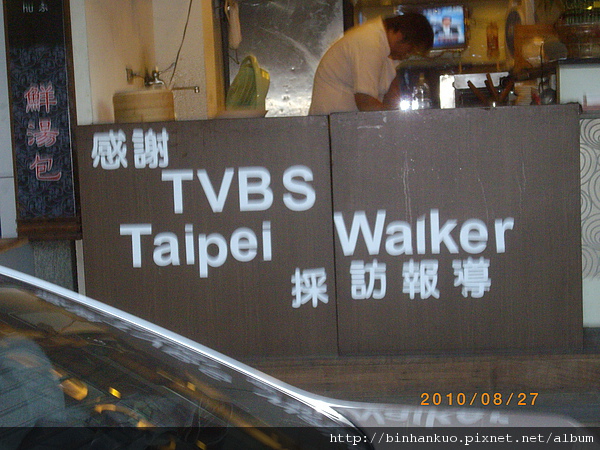 鮮湯包
感謝
TVBS
Taipei Walker
採訪報導
2010/08/27
http://binhankuo.pixnet.net/album